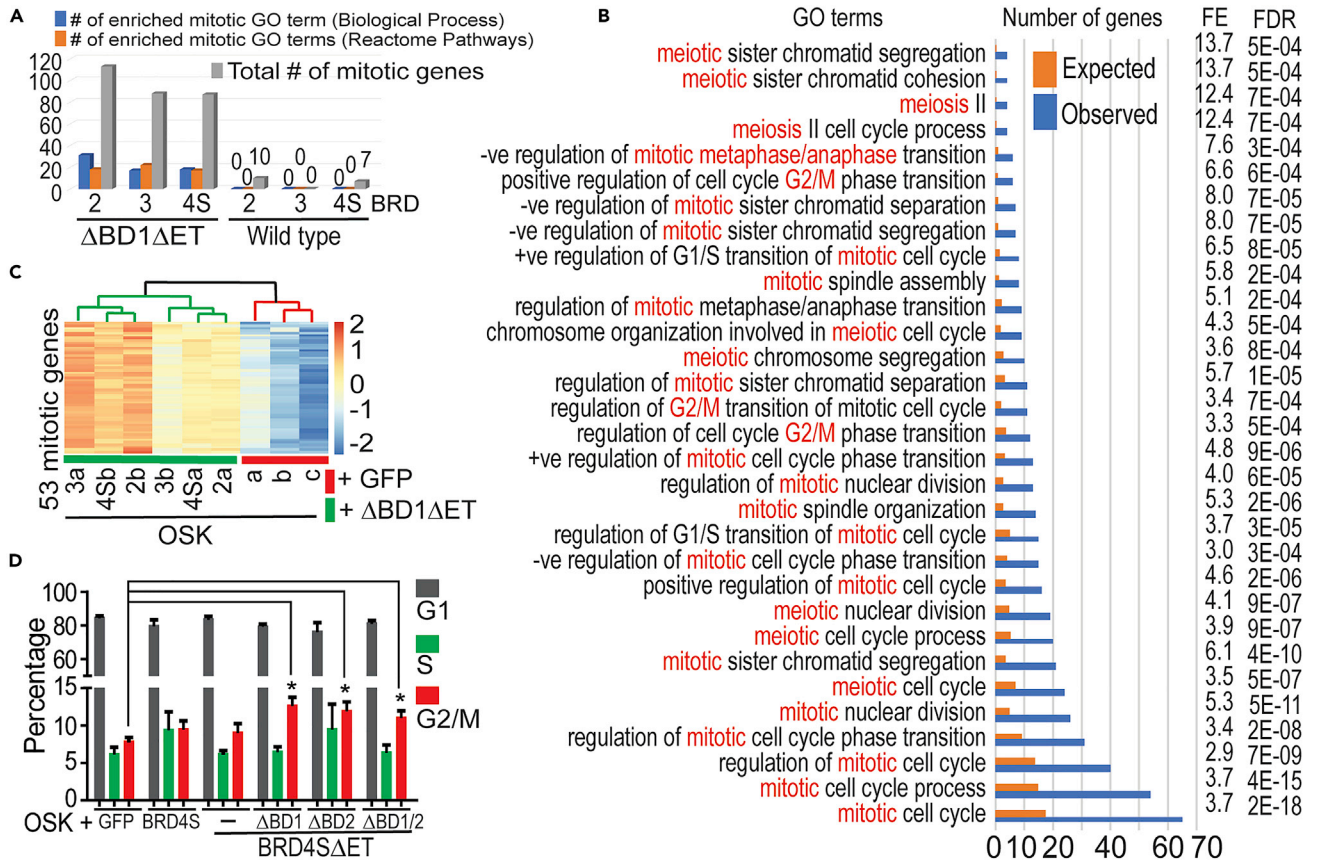 A
# of enriched mitotic GO term (Biological Process)
# of enriched mitotic GO terms (Reactome Pathways)
Total # of mitotic genes
120
100
80
60
40
20
0
0 0 10 0 0 0 0 0 7
2 3 4S 2 3 4S BRD
ΔBD1ΔET Wild type
B
GO terms Number of genes FE FDR
Expected
Observed
meiotic sister chromatid segregation 13.7 5E-04
meiotic sister chromatid cohesion 13.7 5E-04
meiosis II 12.4 7E-04
meiosis II cell cycle process 12.4 7E-04
-ve regulation of mitotic metaphase/anaphase transition 7.6 3E-04
positive regulation of cell cycle G2/M phase transition 6.6 6E-04
-ve regulation of mitotic sister chromatid separation 8.0 7E-05
-ve regulation of mitotic sister chromatid segregation 8.0 7E-05
+ve regulation of G1/S transition of mitotic cell cycle 6.5 8E-05
mitotic spindle assembly 5.8 2E-04
regulation of mitotic metaphase/anaphase transition 5.1 2E-04
chromosome organization involved in meiotic cell cycle 4.3 5E-04
meiotic chromosome segregation 3.6 8E-04
regulation of mitotic sister chromatid separation 5.7 1E-05
regulation of G2/M transition of mitotic cell cycle 3.4 7E-04
regulation of cell cycle G2/M phase transition 3.3 5E-04
+ve regulation of mitotic cell cycle phase transition 4.8 9E-06
regulation of mitotic nuclear division 4.0 6E-05
mitotic spindle organization 5.3 2E-06
regulation of G1/S transition of mitotic cell cycle 3.7 3E-05
-ve regulation of mitotic cell cycle phase transition 3.0 3E-04
positive regulation of mitotic cell cycle 4.6 2E-06
meiotic nuclear division 4.1 9E-07
meiotic cell cycle process 3.9 9E-07
mitotic sister chromatid segregation 6.1 4E-10
meiotic cell cycle 3.5 5E-07
mitotic nuclear division 5.3 5E-11
regulation of mitotic cell cycle phase transition 3.4 2E-08
regulation of mitotic cell cycle 2.9 7E-09
mitotic cell cycle process 3.7 4E-15
mitotic cell cycle 3.7 2E-18
0 10 20 40 60 70
C
53 mitotic genes
2
1
0
-1
-2
3a 4Sb 2b 3b 4Sa 2a a b c
+ GFP
+ ΔBD1ΔET
OSK
D
Percentage
100
80
60
15
10
5
0
* * *
G1
S
G2/M
OSK + GFP BRD4S – ΔBD1 ΔBD2 ΔBD1/2
BRD4SΔET